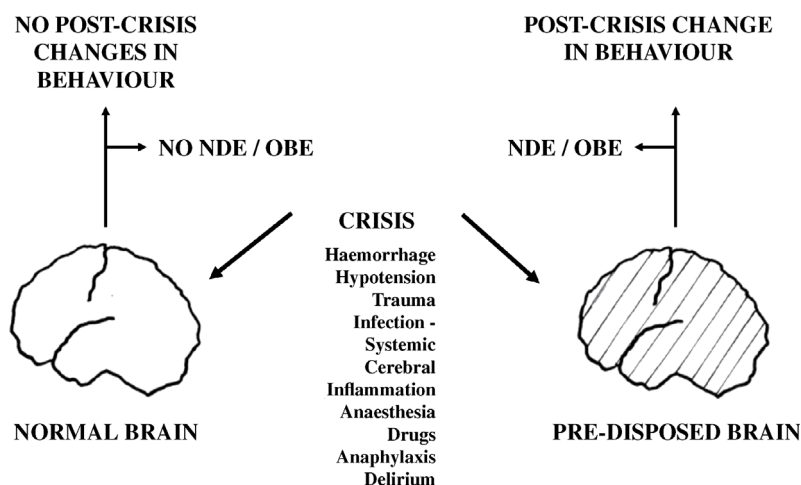 NO POST-CRISIS
CHANGES IN
BEHAVIOUR
POST-CRISIS CHANGE
IN BEHAVIOUR
NO NDE / OBE
NDE / OBE
CRISIS
Haemorrhage
Hypotension
Trauma
Infection -
Systemic
Cerebral
Inflammation
Anaesthesia
Drugs
Anaphylaxis
Delirium
NORMAL BRAIN
PRE-DISPOSED BRAIN